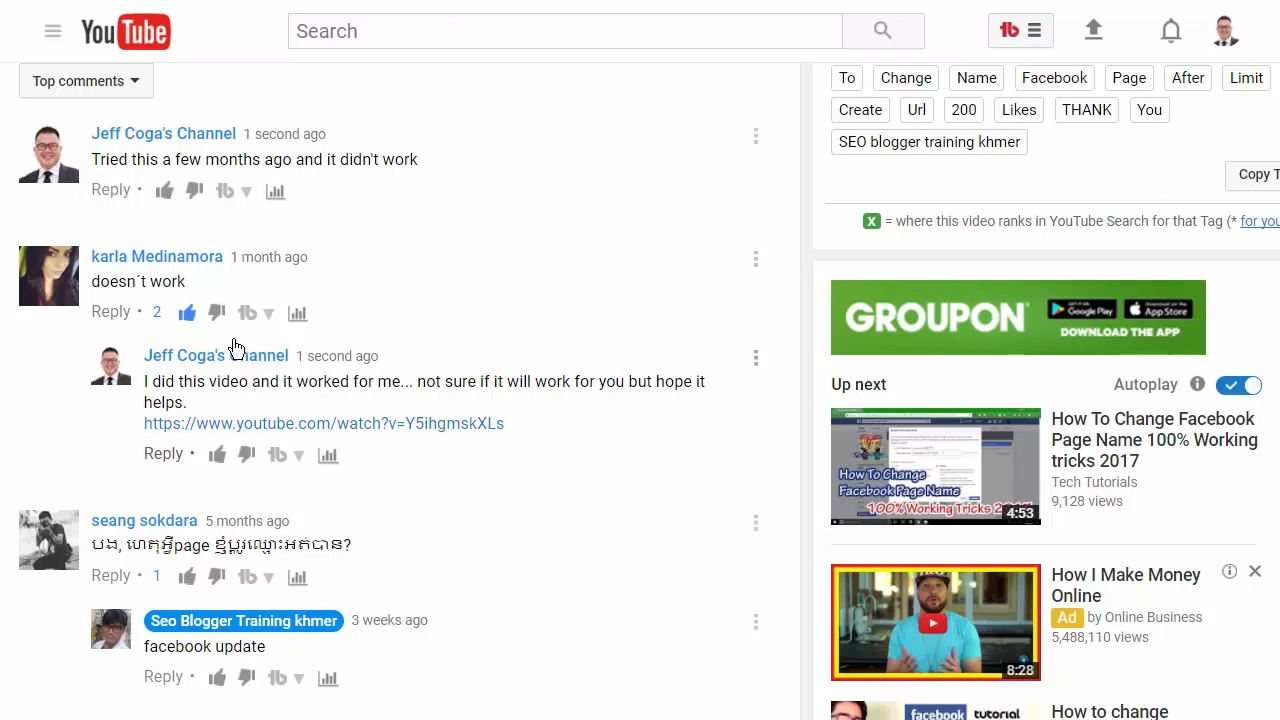 YouTube
Search
Top comments
Jeff Coga's Channel 1 second ago
Tried this a few months ago and it didn't work
Reply •
karla Medinamora 1 month ago
doesn´t work
Reply • 2
Jeff Coga's Channel 1 second ago
I did this video and it worked for me... not sure if it will work for you but hope it
helps.
https://www.youtube.com/watch?v=Y5ihgmskXLs
Reply •
seang sokdara 5 months ago
បង, ហេតុអ្វីpage ខ្ញុំប្ដូរឈ្មោះអត់បាន?
Reply • 1
Seo Blogger Training khmer 3 weeks ago
facebook update
Reply •
To Change Name Facebook Page After Limit
Create Url 200 Likes THANK You
SEO blogger training khmer
Copy T
X = where this video ranks in YouTube Search for that Tag (* for you
GROUPON
Google Play App Store
DOWNLOAD THE APP
Up next Autoplay
How To Change
Facebook Page Name
100% Working Tricks 2017
4:53
How To Change Facebook
Page Name 100% Working
tricks 2017
Tech Tutorials
9,128 views
8:28
How I Make Money
Online
Ad by Online Business
5,488,110 views
facebook tutorial
How to change